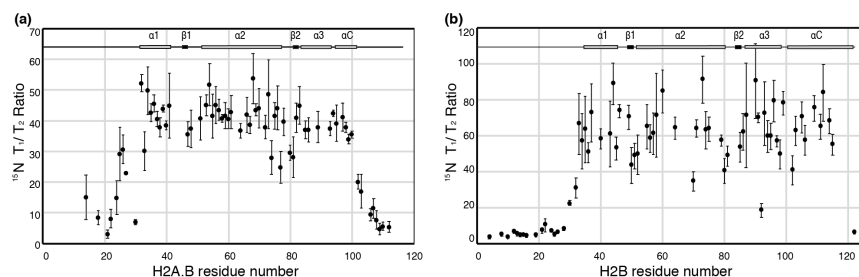 (a)
α1 β1 α2 β2 α3 αC
70
60
50
40
30
20
10
0
¹⁵N T₁/T₂ Ratio
0 20 40 60 80 100 120
H2A.B residue number
(b)
α1 β1 α2 β2 α3 αC
120
100
80
60
40
20
0
¹⁵N T₁/T₂ Ratio
0 20 40 60 80 100 120
H2B residue number